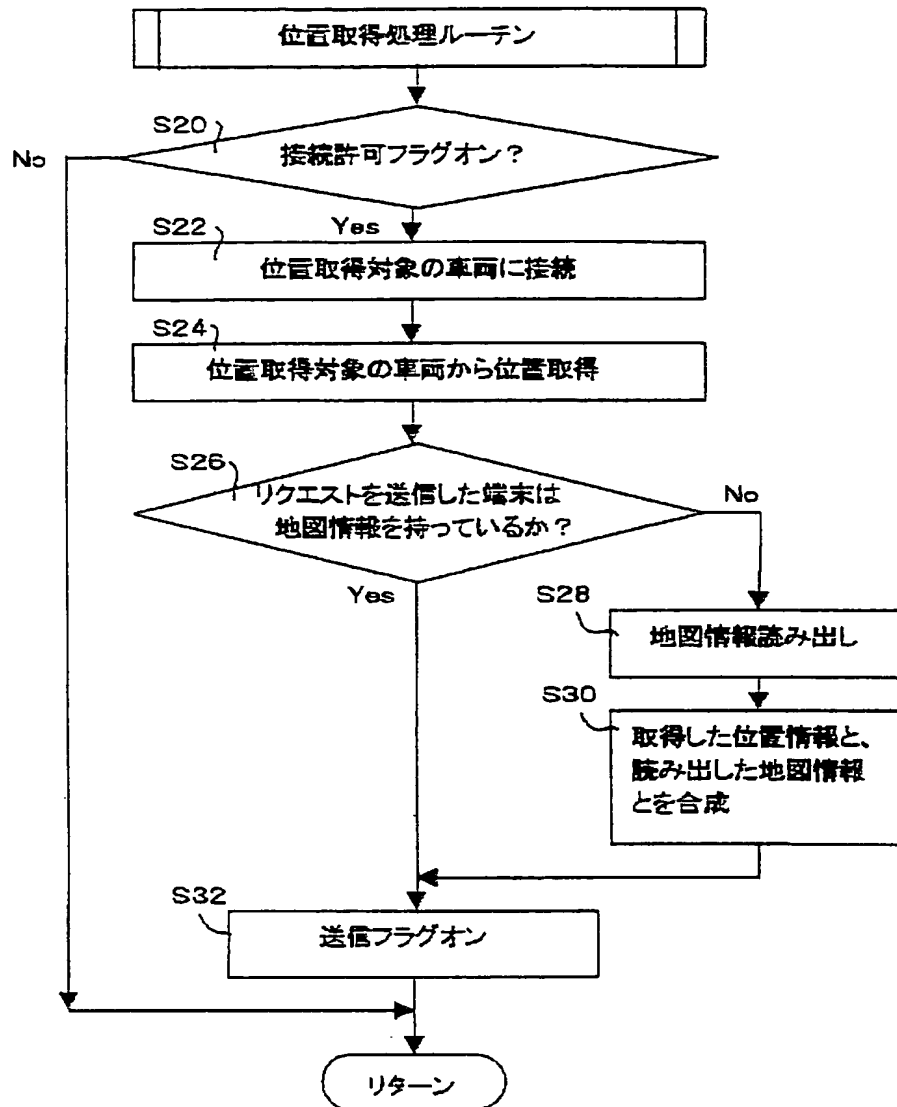 位置取得処理ルーテン
S20
接続許可フラグオン？
No
Yes
S22
位置取得対象の車両に接続
S24
位置取得対象の車両から位置取得
S26
リクエストを送信した端末は
地図情報を持っているか？
No
Yes
S28
地図情報読み出し
S30
取得した位置情報と、
読み出した地図情報
とを合成
S32
送信フラグオン
リターン